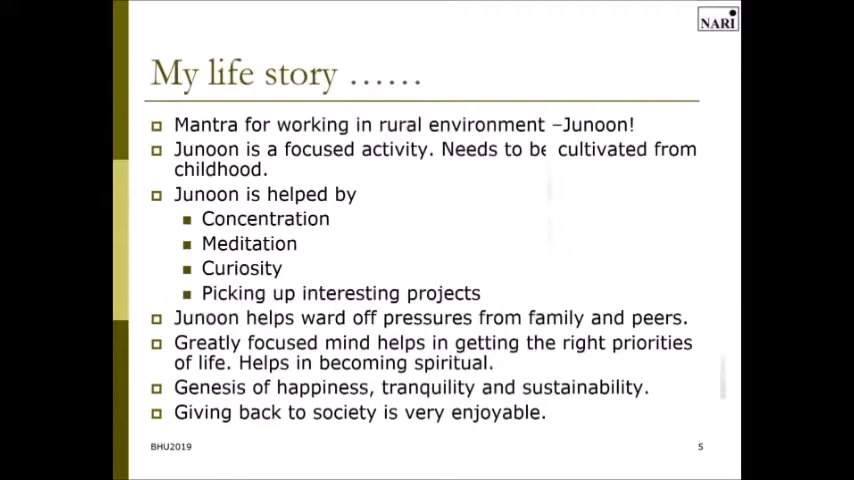 NARI
My life story ......
Mantra for working in rural environment –Junoon!
Junoon is a focused activity. Needs to be cultivated from
childhood.
Junoon is helped by
Concentration
Meditation
Curiosity
Picking up interesting projects
Junoon helps ward off pressures from family and peers.
Greatly focused mind helps in getting the right priorities
of life. Helps in becoming spiritual.
Genesis of happiness, tranquility and sustainability.
Giving back to society is very enjoyable.
BHU2019
5